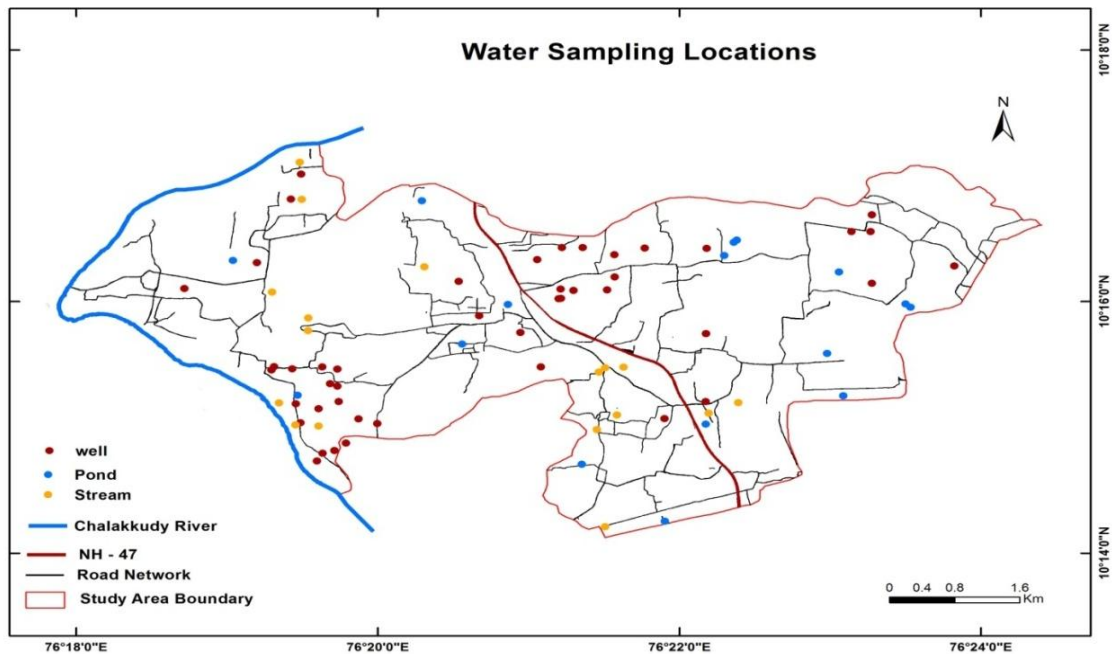 Water Sampling Locations
10°18'0"N
N
10°16'0"N
well
Pond
Stream
Chalakkudy River
NH - 47
Road Network
Study Area Boundary
0 0.4 0.8 1.6
Km
10°14'0"N
76°18'0"E 76°20'0"E 76°22'0"E 76°24'0"E